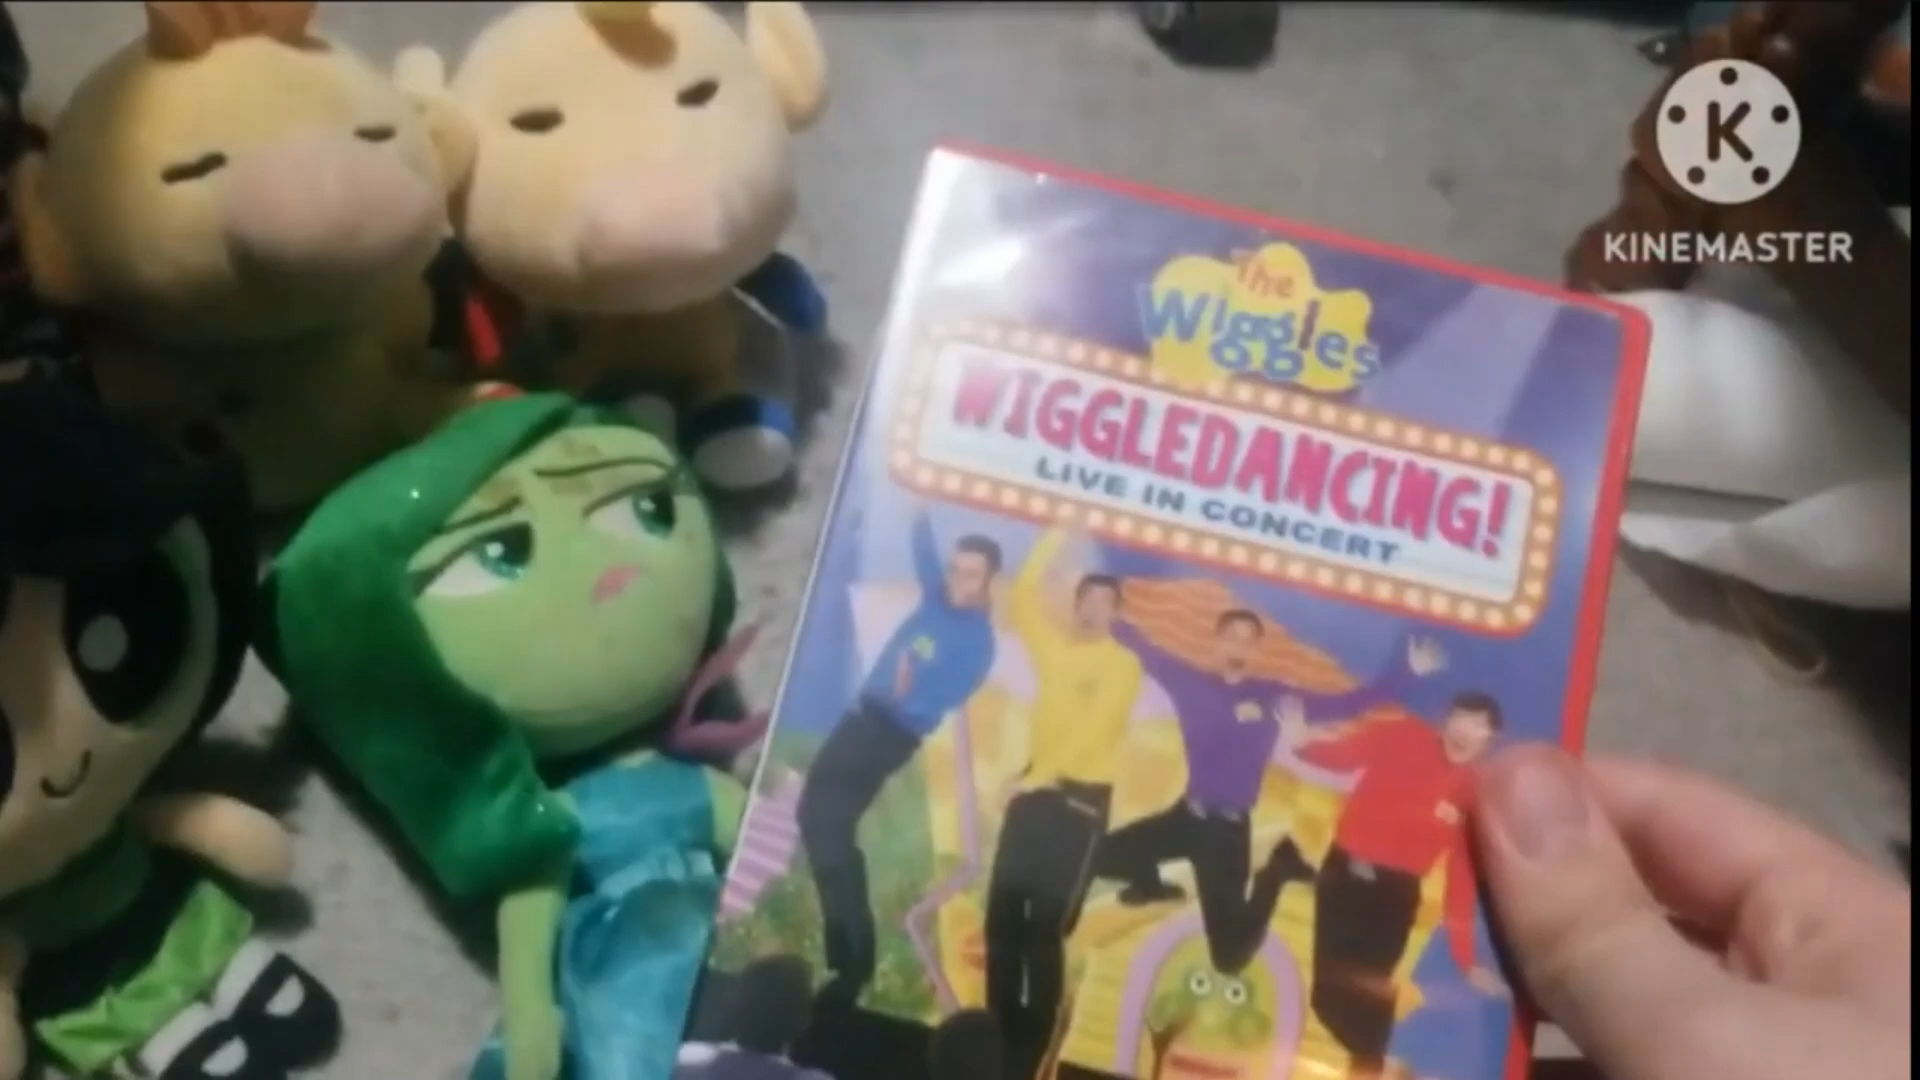 K
KINEMASTER
The
Wiggles
WIGGLEDANCING!
LIVE IN CONCERT